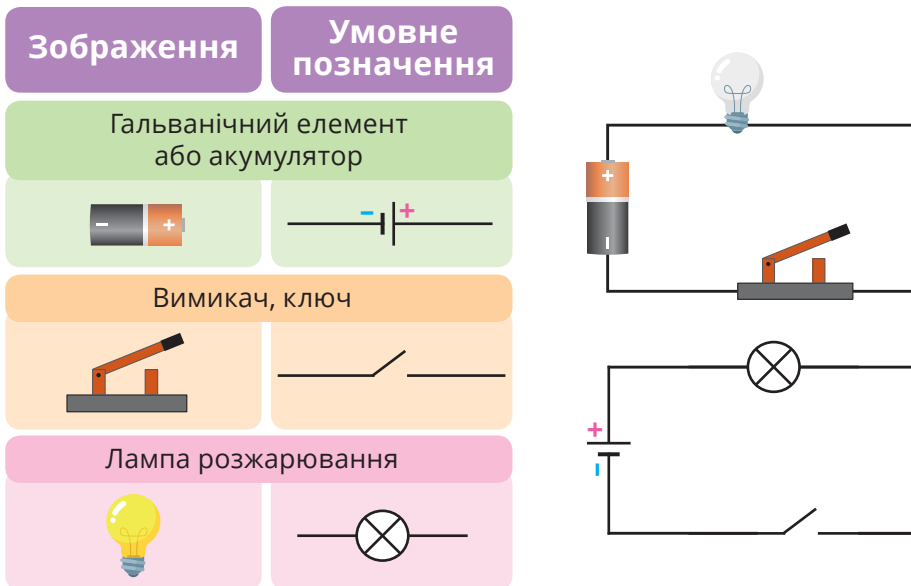 Зображення
Умовне
позначення
Гальванічний елемент
або акумулятор
− +
− +
Вимикач, ключ
Лампа розжарювання
+
−
+
−